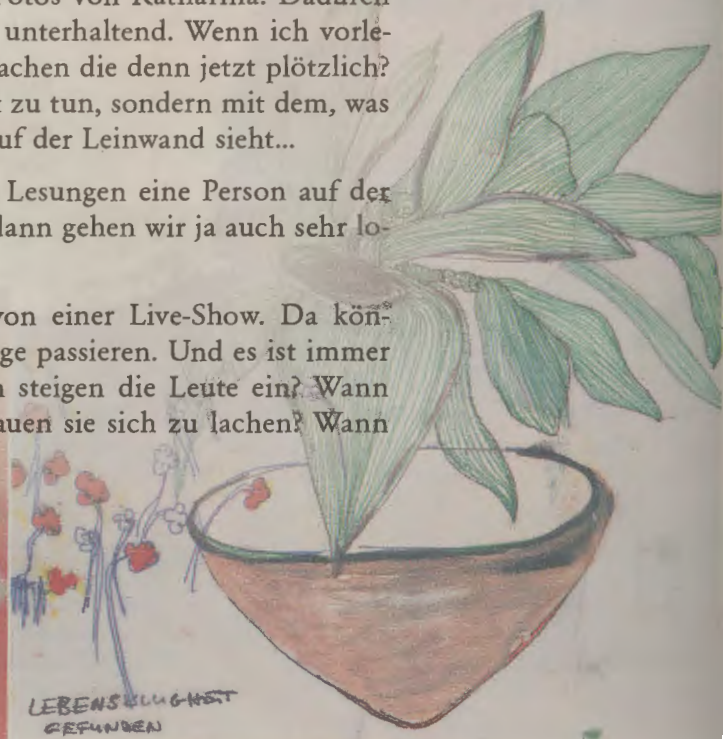 Fotos von Katharina. Dadurch
unterhaltend. Wenn ich vorle-
achen die denn jetzt plötzlich?
t zu tun, sondern mit dem, was
uf der Leinwand sieht...
Lesungen eine Person auf der
dann gehen wir ja auch sehr lo-
von einer Live-Show. Da kön-
ge passieren. Und es ist immer
n steigen die Leute ein? Wann
auen sie sich zu lachen? Wann
LEBENSKLUGHEIT
GEFUNDEN